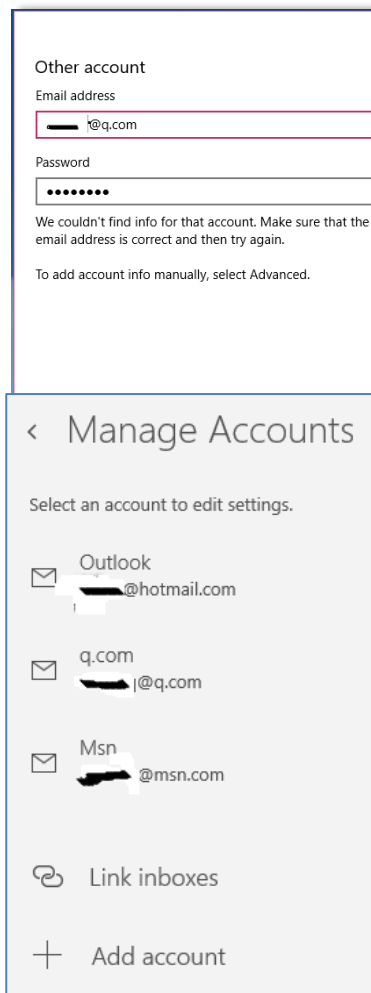 Other account
Email address
@q.com
Password
We couldn't find info for that account. Make sure that the
email address is correct and then try again.
To add account info manually, select Advanced.
Manage Accounts
Select an account to edit settings.
Outlook
@hotmail.com
q.com
@q.com
Msn
@msn.com
Link inboxes
Add account